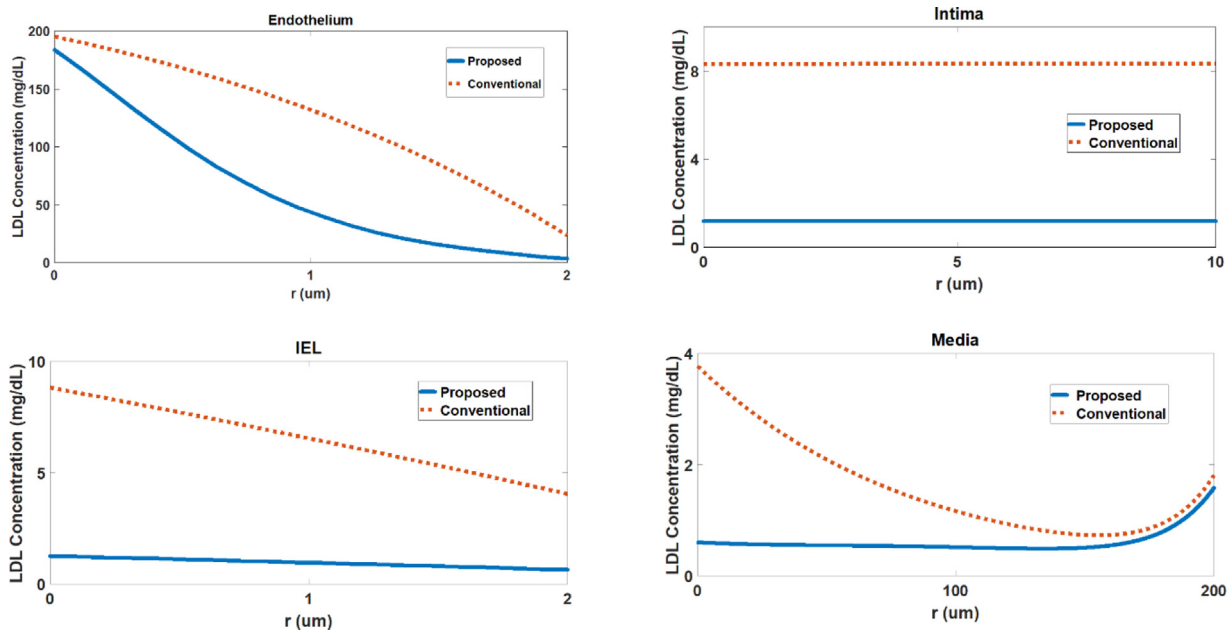 Endothelium
200
150
100
50
0
LDL Concentration (mg/dL)
Proposed
Conventional
0
1
2
r (um)
Intima
8
4
0
LDL Concentration (mg/dL)
Proposed
Conventional
0
5
10
r (um)
IEL
10
5
0
LDL Concentration (mg/dL)
Proposed
Conventional
0
1
2
r (um)
Media
4
2
0
LDL Concentration (mg/dL)
Proposed
Conventional
0
100
200
r (um)